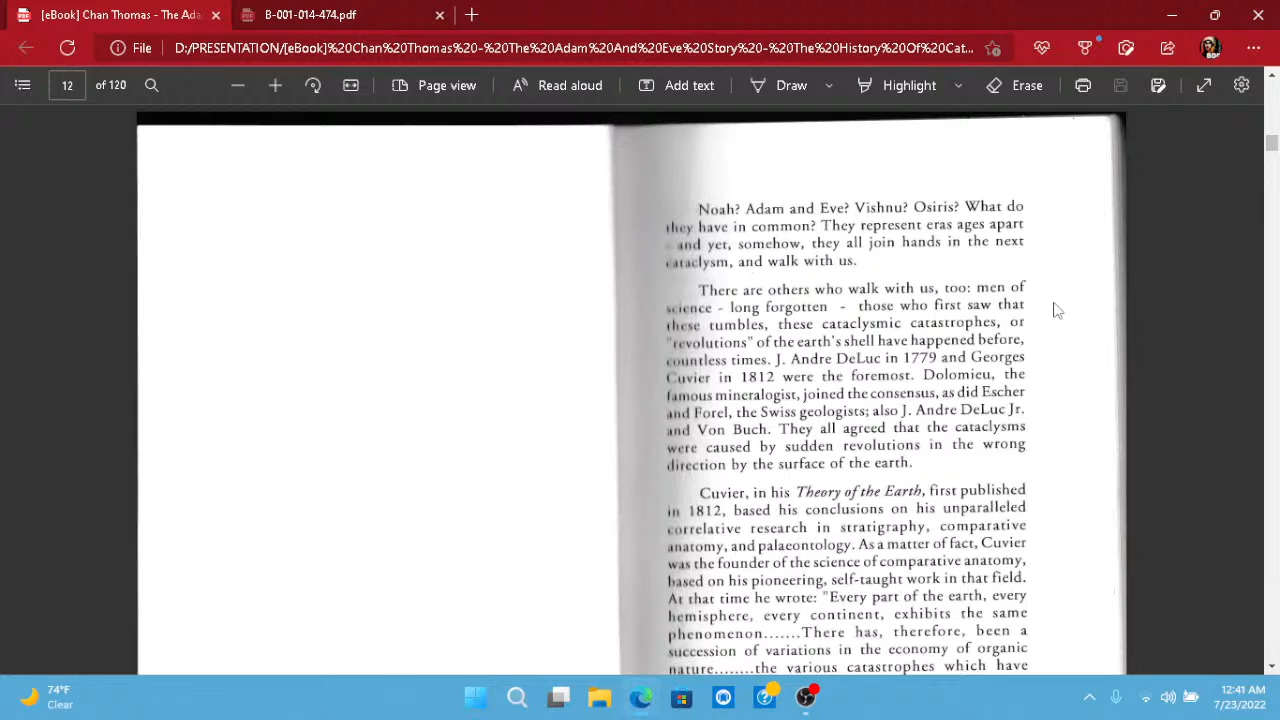 [eBook] Chan Thomas - The Ada
B-001-014-474.pdf
File
D:/PRESENTATION/[eBook]%20Chan%20Thomas%20-%20The%20Adam%20And%20Eve%20Story%20-%20The%20History%20Of%20Cat...
12 of 120
Page view
Read aloud
Add text
Draw
Highlight
Erase
Noah? Adam and Eve? Vishnu? Osiris? What do
they have in common? They represent eras ages apart
- and yet, somehow, they all join hands in the next
cataclysm, and walk with us.
There are others who walk with us, too: men of
science - long forgotten - those who first saw that
these tumbles, these cataclysmic catastrophes, or
"revolutions" of the earth's shell have happened before,
countless times. J. Andre DeLuc in 1779 and Georges
Cuvier in 1812 were the foremost. Dolomieu, the
famous mineralogist, joined the consensus, as did Escher
and Forel, the Swiss geologists; also J. Andre DeLuc Jr.
and Von Buch. They all agreed that the cataclysms
were caused by sudden revolutions in the wrong
direction by the surface of the earth.
Cuvier, in his Theory of the Earth, first published
in 1812, based his conclusions on his unparalleled
correlative research in stratigraphy, comparative
anatomy, and palaeontology. As a matter of fact, Cuvier
was the founder of the science of comparative anatomy,
based on his pioneering, self-taught work in that field.
At that time he wrote: "Every part of the earth, every
hemisphere, every continent, exhibits the same
phenomenon.......There has, therefore, been a
succession of variations in the economy of organic
nature........the various catastrophes which have
74°F
Clear
12:41 AM
7/23/2022